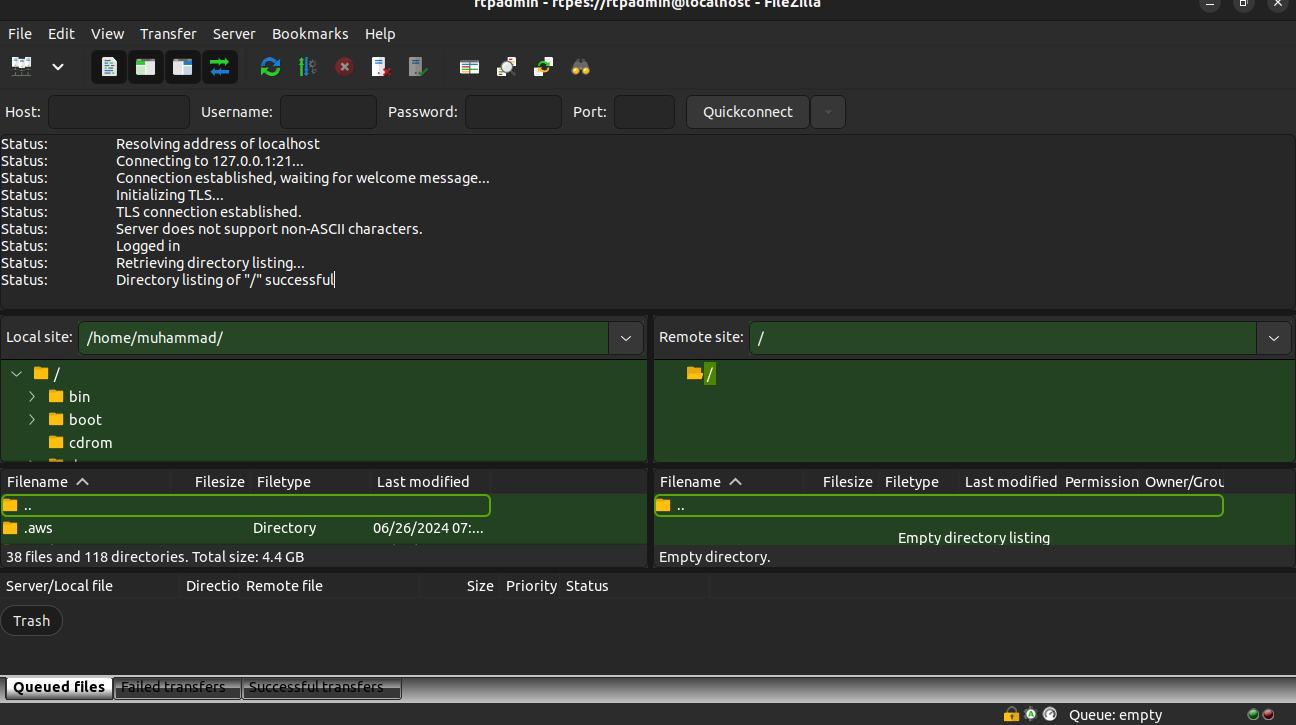 ftpadmin - ftpes://ftpadmin@localhost - FileZilla
File Edit View Transfer Server Bookmarks Help
Host: Username: Password: Port: Quickconnect
Status: Resolving address of localhost
Status: Connecting to 127.0.0.1:21...
Status: Connection established, waiting for welcome message...
Status: Initializing TLS...
Status: TLS connection established.
Status: Server does not support non-ASCII characters.
Status: Logged in
Status: Retrieving directory listing...
Status: Directory listing of "/" successful
Local site: /home/muhammad/ Remote site: /
/ /
bin
boot
cdrom
Filename Filesize Filetype Last modified Filename Filesize Filetype Last modified Permission Owner/Grou
.. ..
.aws Directory 06/26/2024 07:...
Empty directory listing
38 files and 118 directories. Total size: 4.4 GB Empty directory.
Server/Local file Directio Remote file Size Priority Status
Trash
Queued files Failed transfers Successful transfers
Queue: empty